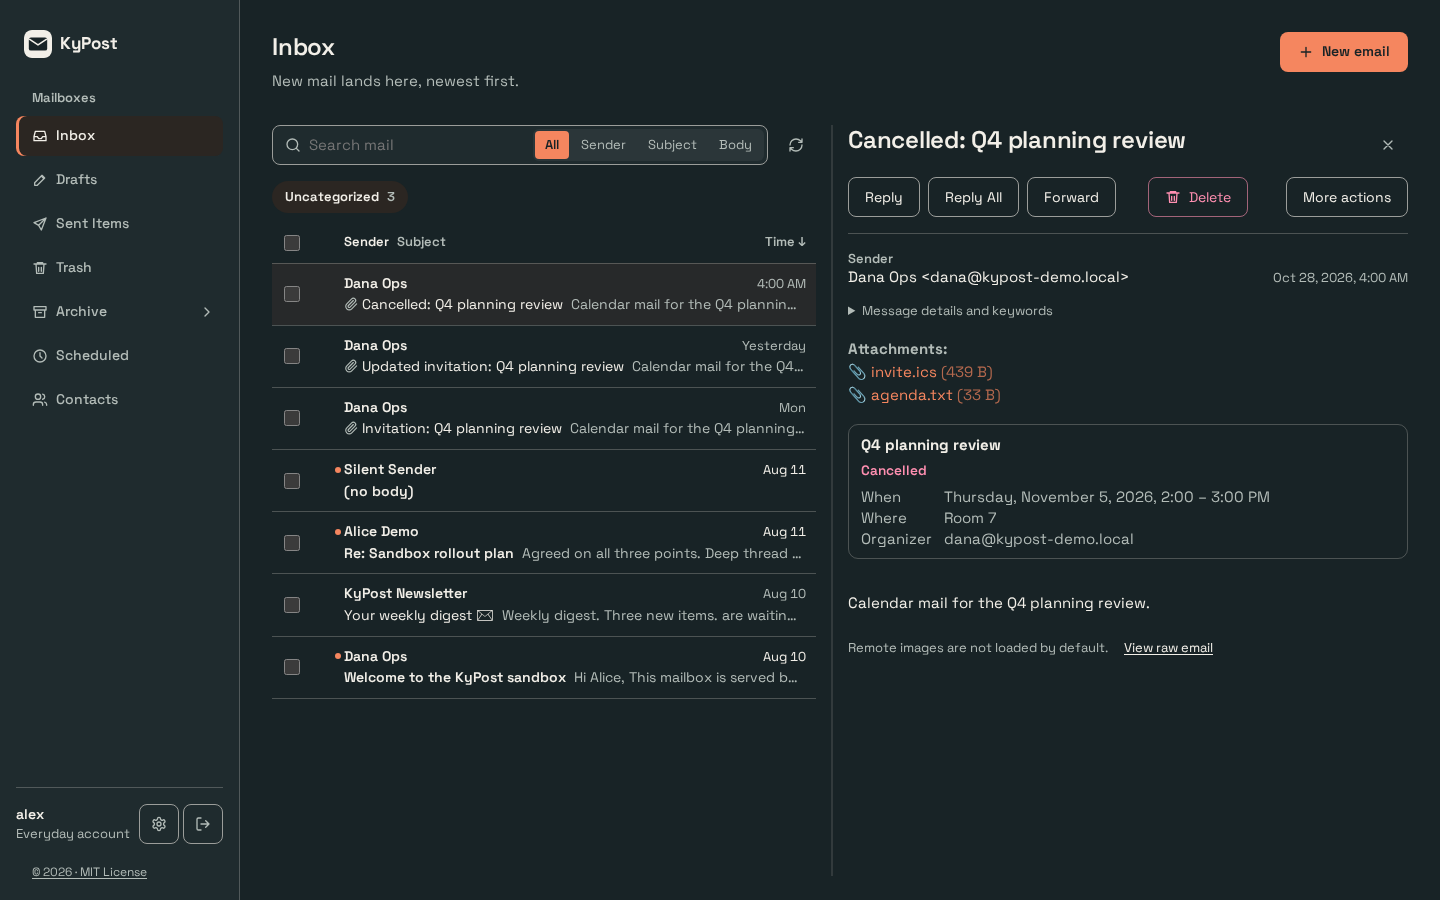 KyPost
Mailboxes
Inbox
Drafts
Sent Items
Trash
Archive
Scheduled
Contacts
alex
Everyday account
© 2026 · MIT License
Inbox
New mail lands here, newest first.
New email
Search mail
All Sender Subject Body
Uncategorized 3
Sender Subject Time ↓
Dana Ops 4:00 AM
Cancelled: Q4 planning review Calendar mail for the Q4 plannin...
Dana Ops Yesterday
Updated invitation: Q4 planning review Calendar mail for the Q4...
Dana Ops Mon
Invitation: Q4 planning review Calendar mail for the Q4 planning...
Silent Sender Aug 11
(no body)
Alice Demo Aug 11
Re: Sandbox rollout plan Agreed on all three points. Deep thread ...
KyPost Newsletter Aug 10
Your weekly digest ✉ Weekly digest. Three new items. are waitin...
Dana Ops Aug 10
Welcome to the KyPost sandbox Hi Alice, This mailbox is served b...
Cancelled: Q4 planning review
Reply Reply All Forward Delete More actions
Sender
Dana Ops <dana@kypost-demo.local> Oct 28, 2026, 4:00 AM
Message details and keywords
Attachments:
📎 invite.ics (439 B)
📎 agenda.txt (33 B)
Q4 planning review
Cancelled
When Thursday, November 5, 2026, 2:00 – 3:00 PM
Where Room 7
Organizer dana@kypost-demo.local
Calendar mail for the Q4 planning review.
Remote images are not loaded by default. View raw email